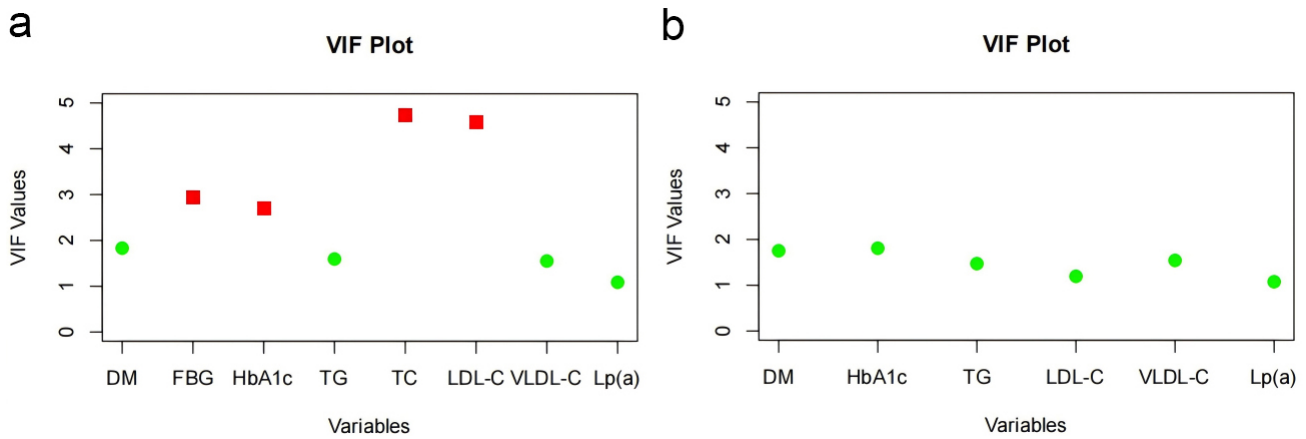 a
VIF Plot
VIF Values
5
4
3
2
1
0
DM FBG HbA1c TG TC LDL-C VLDL-C Lp(a)
Variables
b
VIF Plot
VIF Values
5
4
3
2
1
0
DM HbA1c TG LDL-C VLDL-C Lp(a)
Variables